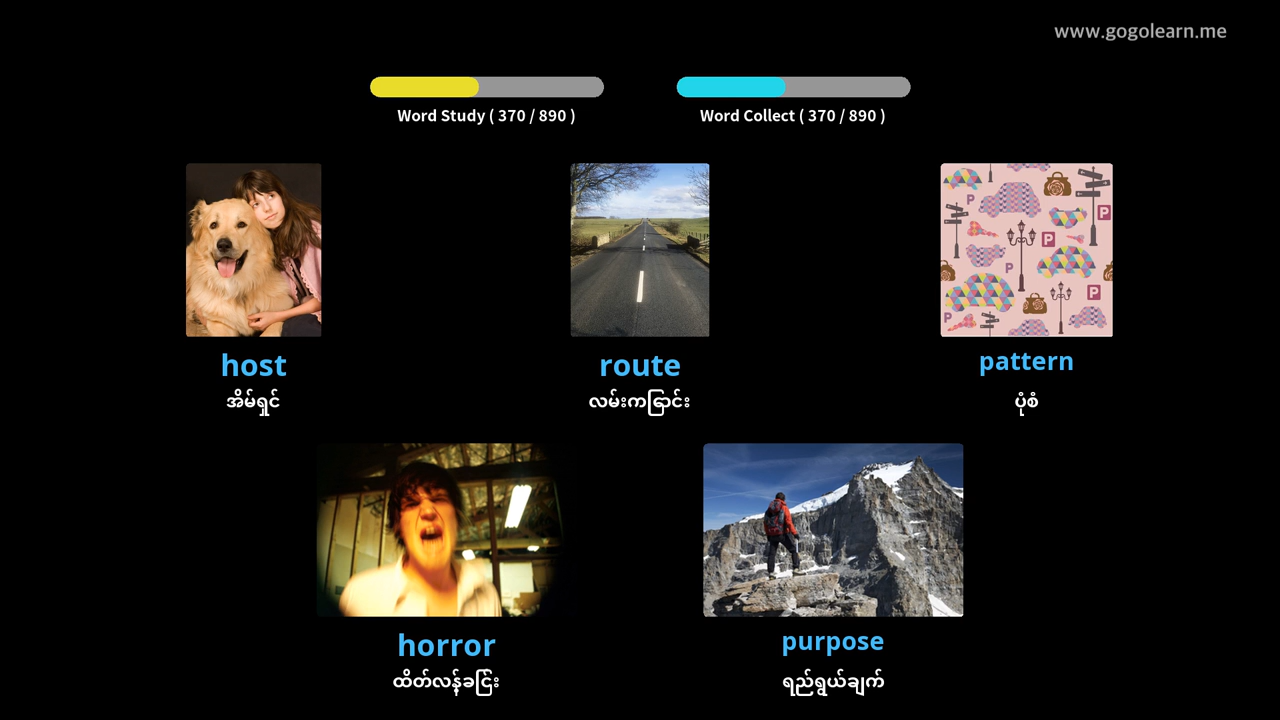 www.gogolearn.me
Word Study ( 370 / 890 )
Word Collect ( 370 / 890 )
P
P
P
P
P
P
host
အိမ်ရှင်
route
လမ်းကြောင်း
pattern
ပုံစံ
horror
ထိတ်လန့်ခြင်း
purpose
ရည်ရွယ်ချက်